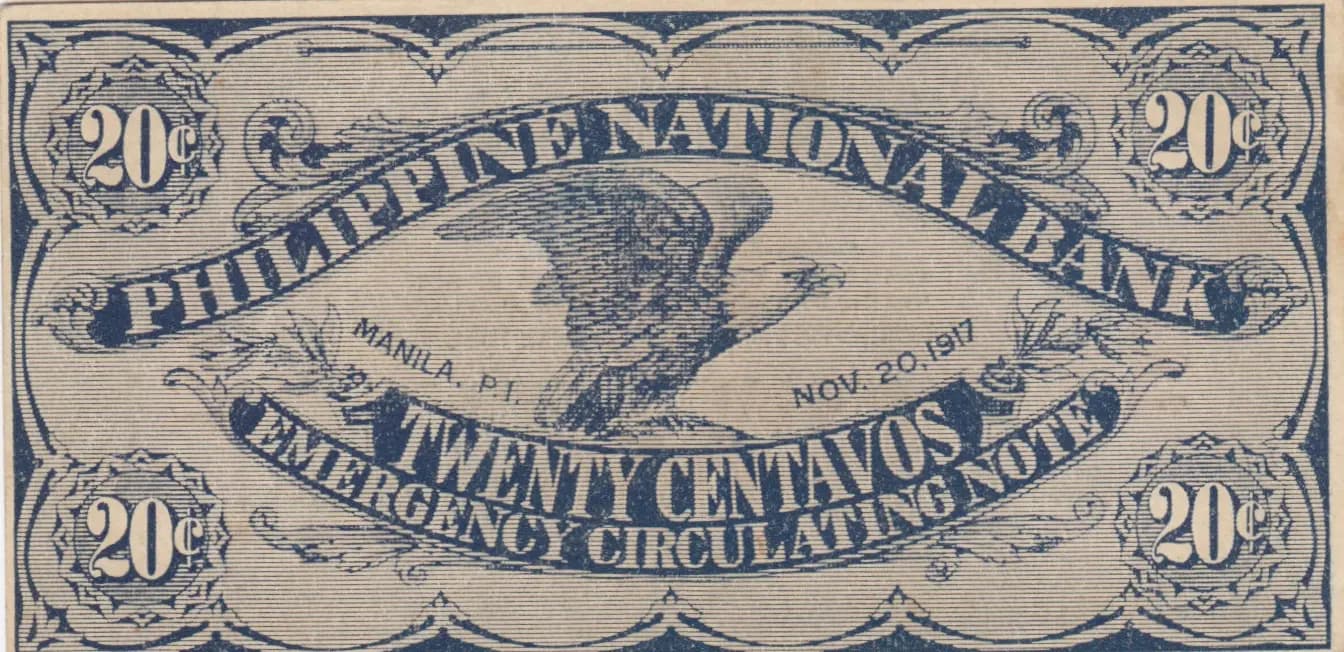 20¢
20¢
PHILIPPINE NATIONAL BANK
MANILA, P.I.
NOV. 20, 1917
TWENTY CENTAVOS
EMERGENCY CIRCULATING NOTE
20¢
20¢